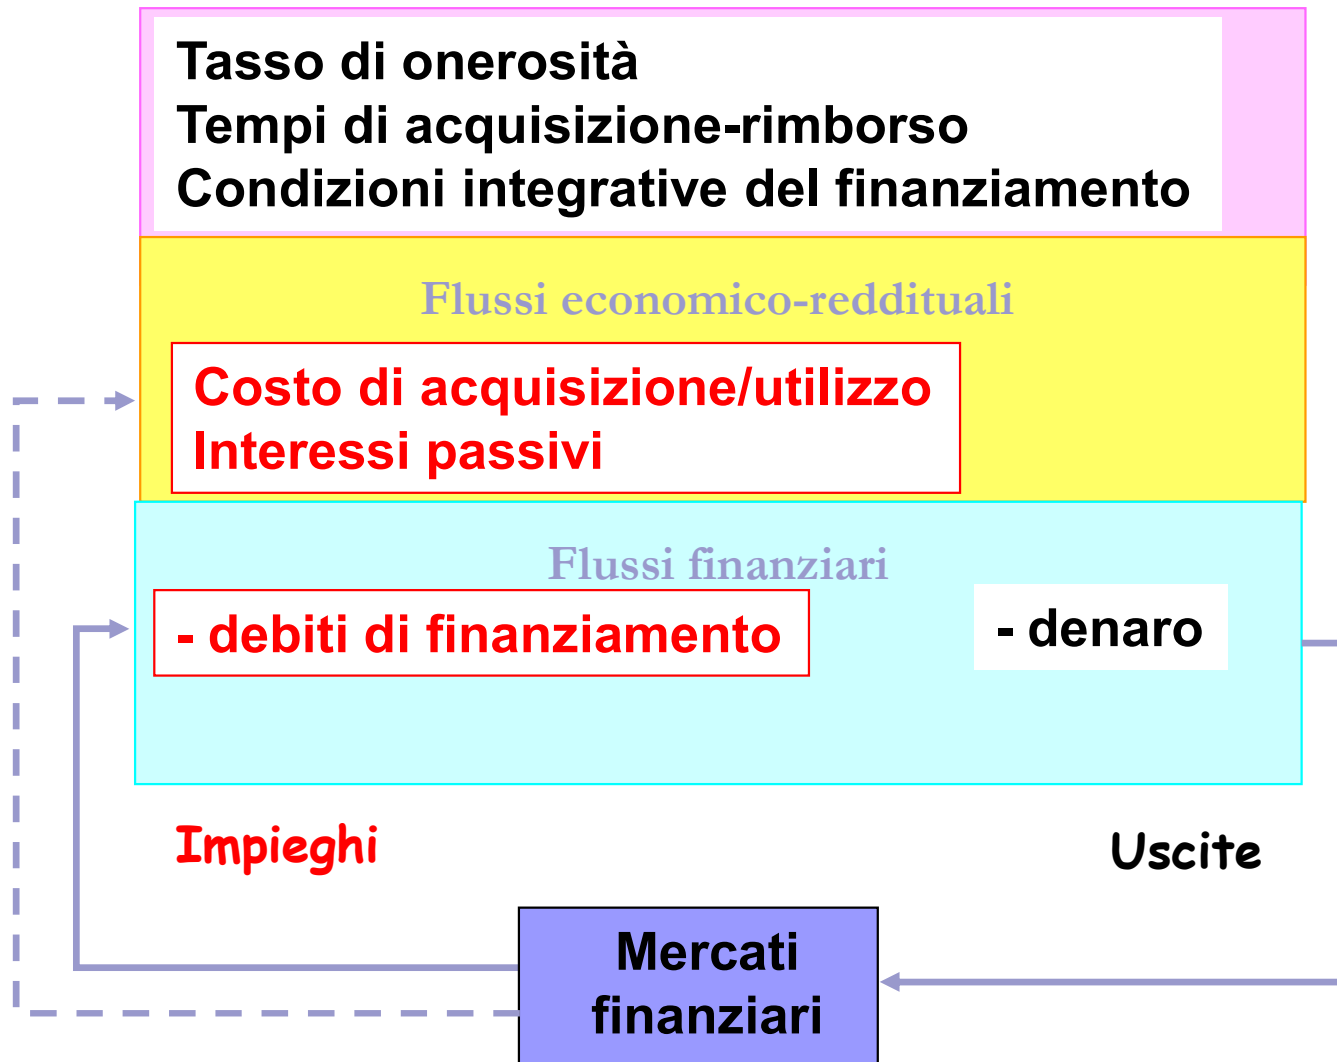 Tasso di onerosità
Tempi di acquisizione-rimborso
Condizioni integrative del finanziamento
Flussi economico-reddituali
Costo di acquisizione/utilizzo
Interessi passivi
Flussi finanziari
- debiti di finanziamento
- denaro
Impieghi
Uscite
Mercati
finanziari